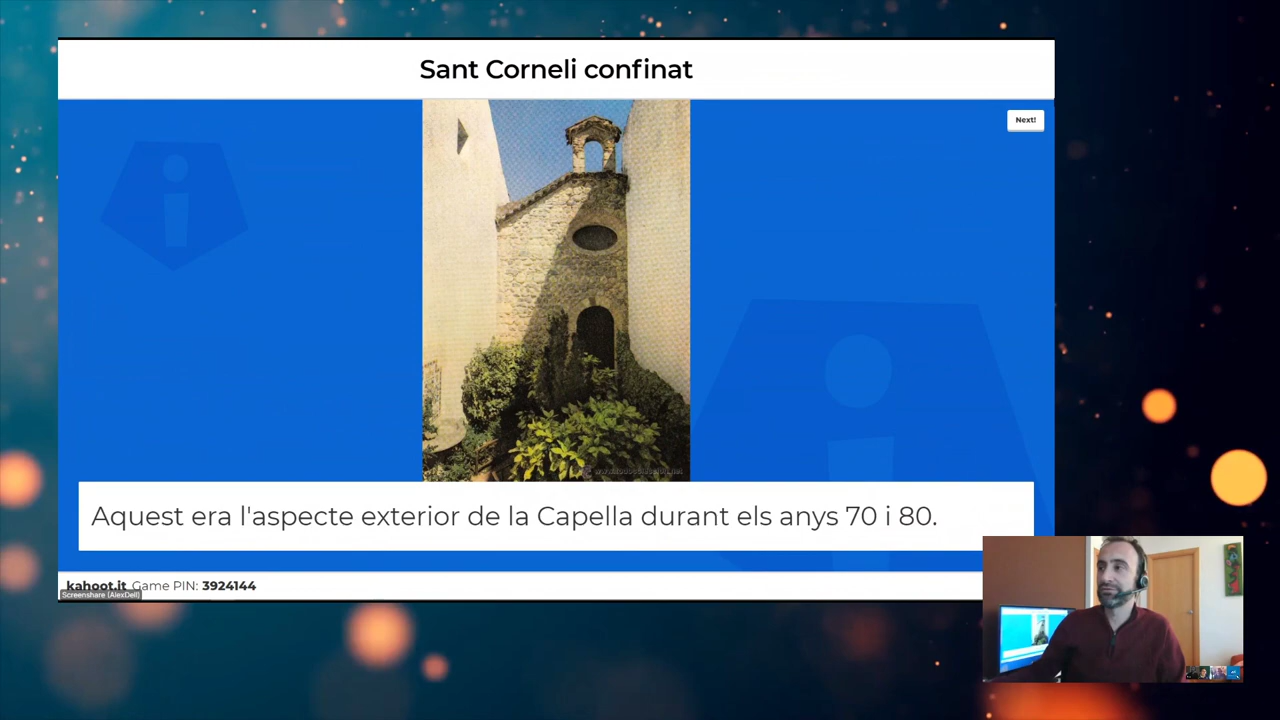 Sant Corneli confinat
Next!
Aquest era l'aspecte exterior de la Capella durant els anys 70 i 80.
kahoot.it Game PIN: 3924144
Screenshare (AlexDell)